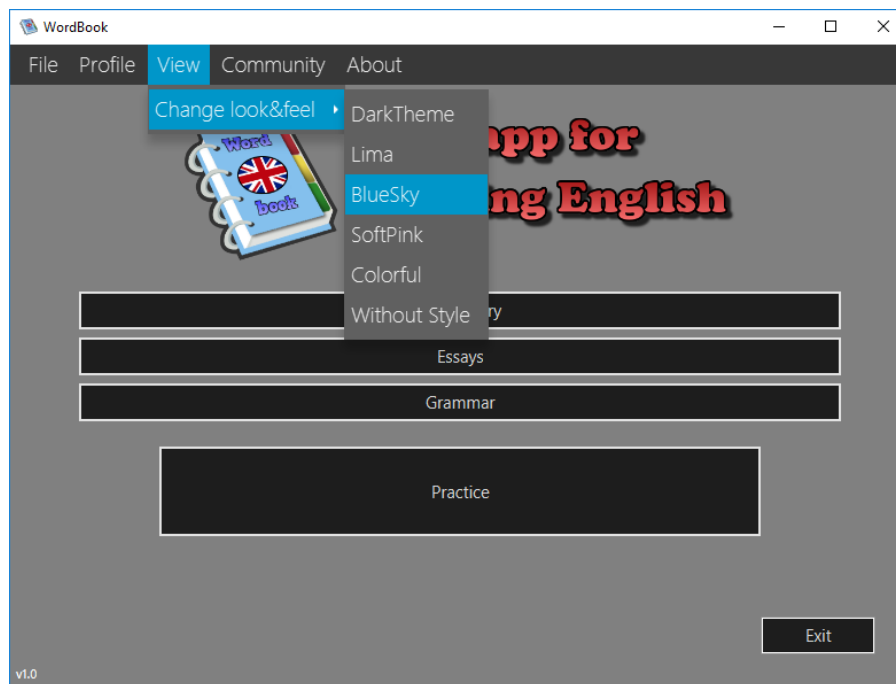 WordBook
File Profile View Community About
Change look&feel
DarkTheme
Lima
BlueSky
SoftPink
Colorful
Without Style
Word
book
app for
ng English
ry
Essays
Grammar
Practice
Exit
v1.0